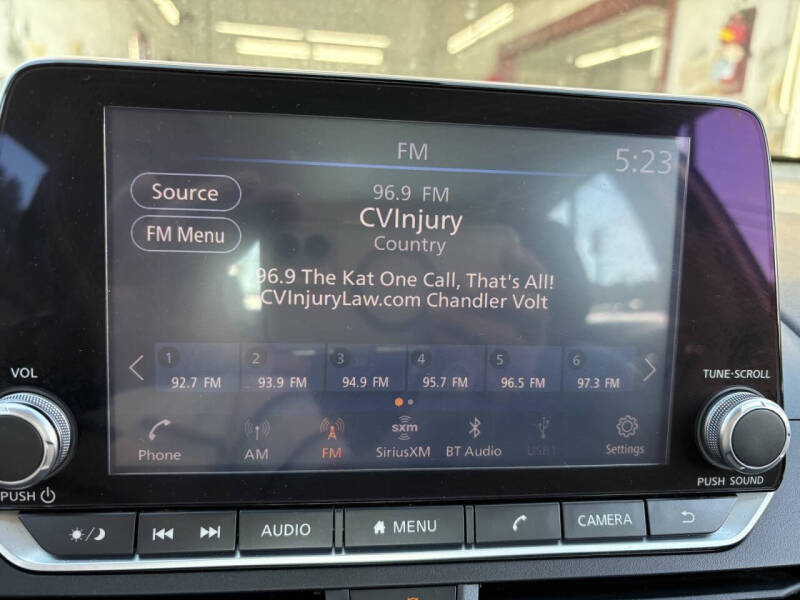 FM
5:23
Source
96.9 FM
CVInjury
FM Menu
Country
96.9 The Kat One Call, That's All!
CVInjuryLaw.com Chandler Volt
1 2 3 4 5 6
92.7 FM 93.9 FM 94.9 FM 95.7 FM 96.5 FM 97.3 FM
VOL
TUNE·SCROLL
sxm
Phone AM FM SiriusXM BT Audio USB1 Settings
PUSH
PUSH SOUND
AUDIO
MENU
CAMERA